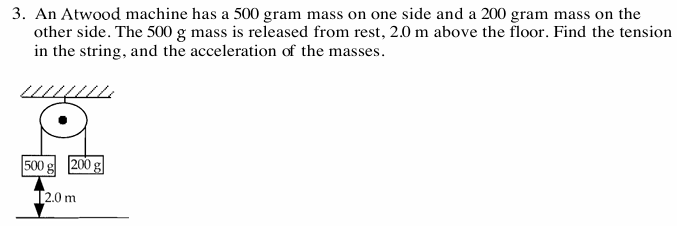 3. An Atwood machine has a 500 gram mass on one side and a 200 gram mass on the
other side. The 500 g mass is released from rest, 2.0 m above the floor. Find the tension
in the string, and the acceleration of the masses.
500 g 200 g
2.0 m